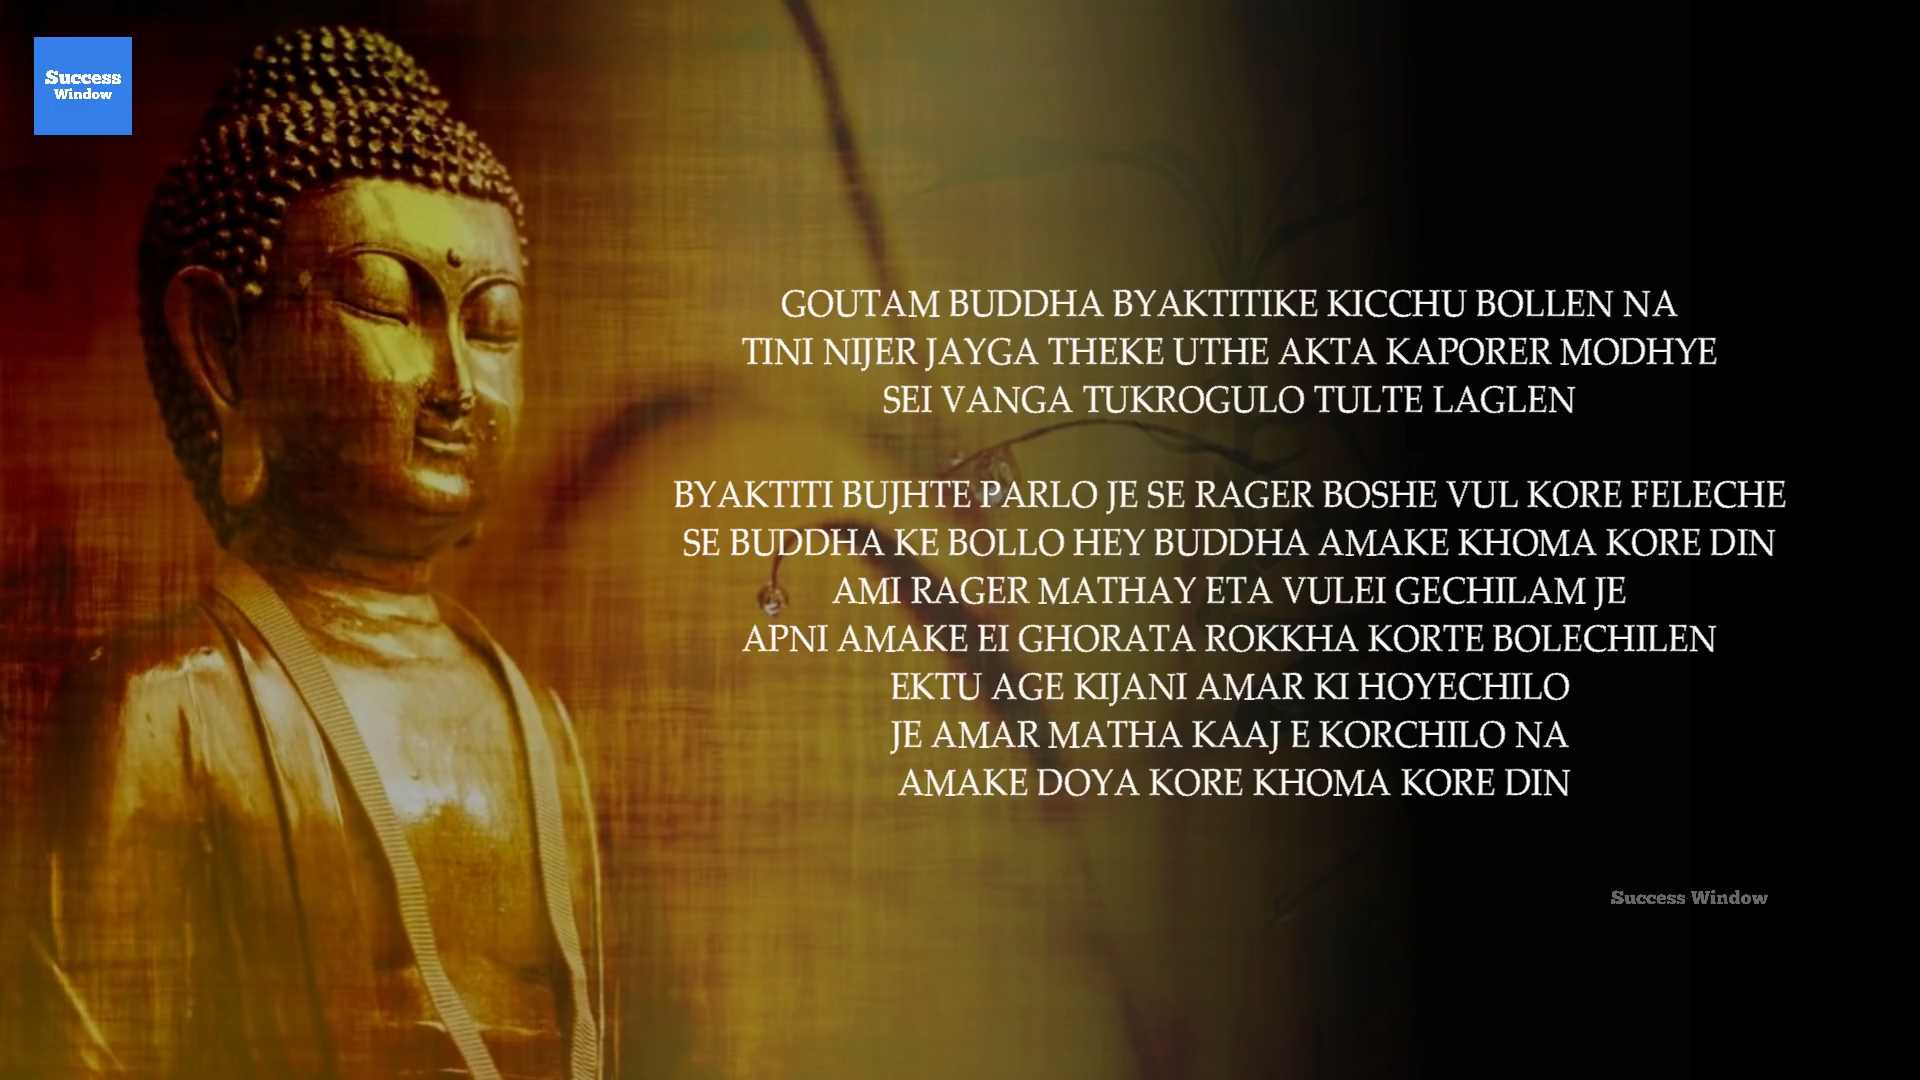 Success
Window
GOUTAM BUDDHA BYAKTITIKE KICCHU BOLLEN NA
TINI NIJER JAYGA THEKE UTHE AKTA KAPORER MODHYE
SEI VANGA TUKROGULO TULTE LAGLEN
BYAKTITI BUJHTE PARLO JE SE RAGER BOSHE VUL KORE FELECHE
SE BUDDHA KE BOLLO HEY BUDDHA AMAKE KHOMA KORE DIN
AMI RAGER MATHAY ETA VULEI GECHILAM JE
APNI AMAKE EI GHORATA ROKKHA KORTE BOLECHILEN
EKTU AGE KIJANI AMAR KI HOYECHILO
JE AMAR MATHA KAAJ E KORCHILO NA
AMAKE DOYA KORE KHOMA KORE DIN
Success Window